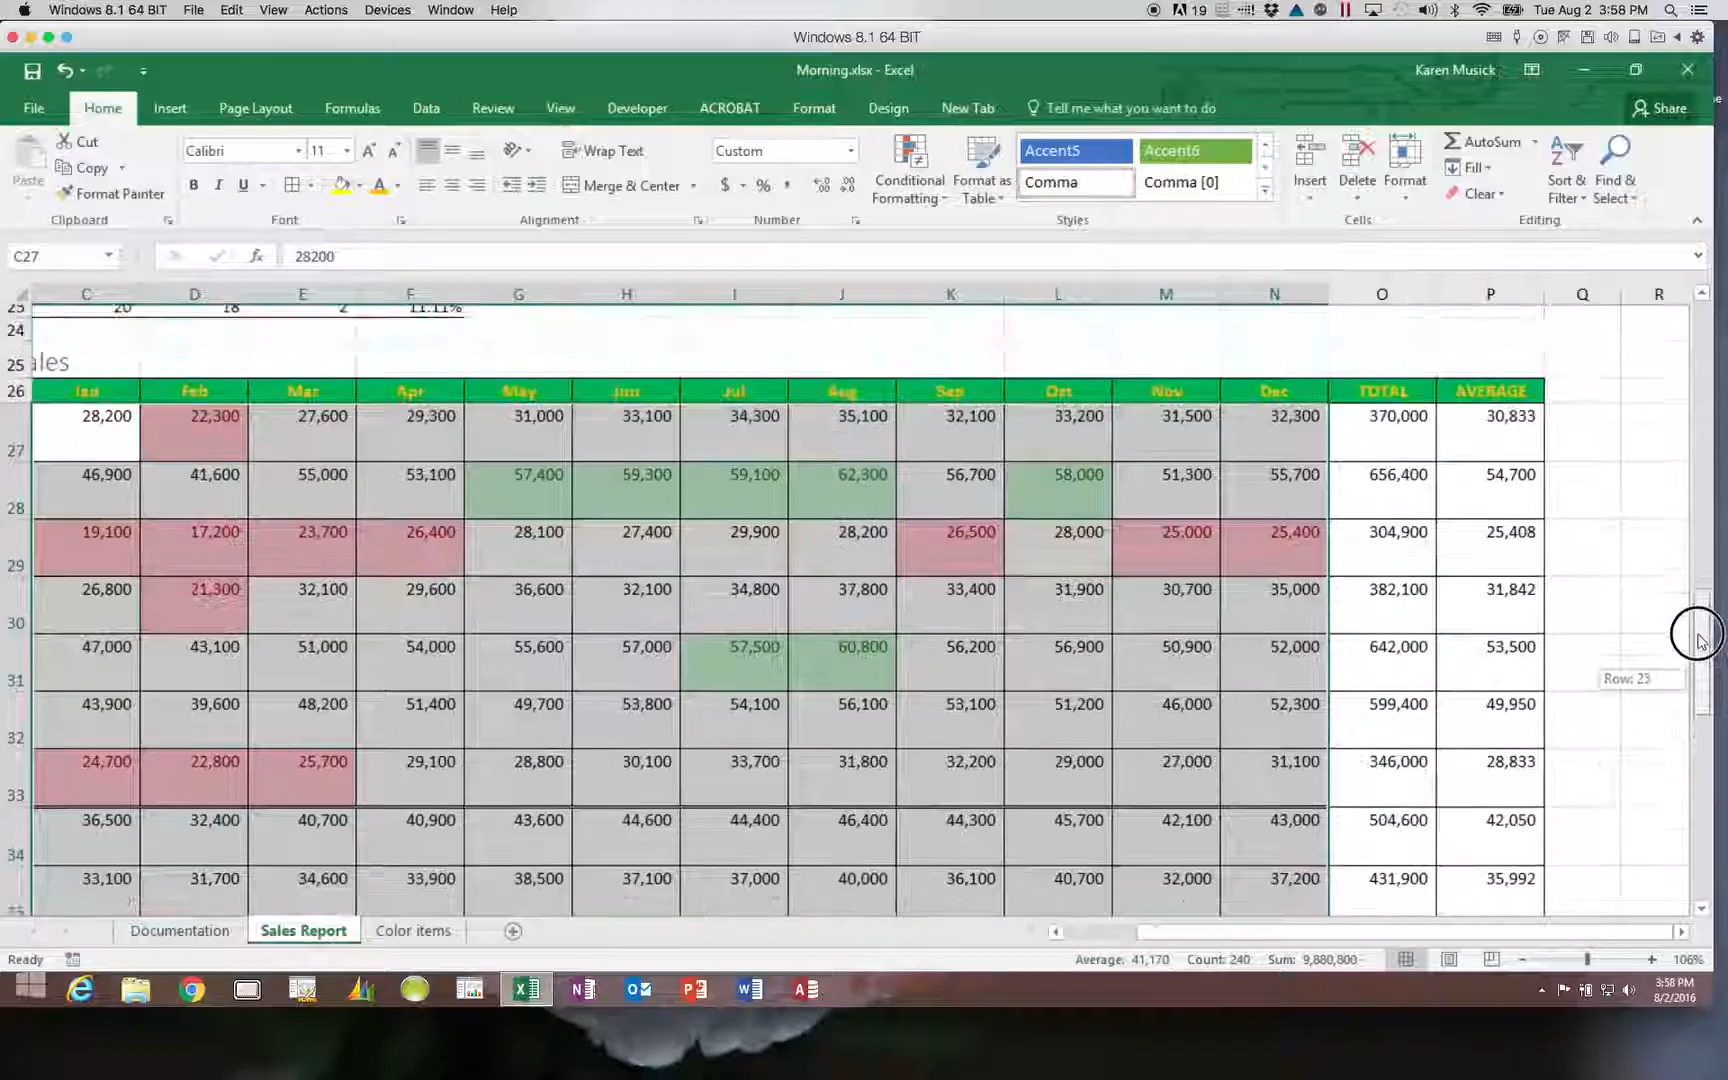 Windows 8.1 64 BIT File Edit View Actions Devices Window Help 19 Tue Aug 2 3:58 PM
Windows 8.1 64 BIT
Morning.xlsx - Excel Karen Musick
File Home Insert Page Layout Formulas Data Review View Developer ACROBAT Format Design New Tab Tell me what you want to do Share
Paste Cut Copy Format Painter
Calibri 11 Wrap Text Custom Accent5 Accent6 AutoSum
B I U Merge & Center $ % Conditional Formatting Format as Table Comma Comma [0] Insert Delete Format Fill Clear Sort & Filter Find & Select
Clipboard Font Alignment Number Styles Cells Editing
C27 fx 28200
C D E F G H I J K L M N O P Q R
23 20 18 2 11.11%
24
25 ales
26 Jan Feb Mar Apr May Jun Jul Aug Sep Oct Nov Dec TOTAL AVERAGE
27 28,200 22,300 27,600 29,300 31,000 33,100 34,300 35,100 32,100 33,200 31,500 32,300 370,000 30,833
28 46,900 41,600 55,000 53,100 57,400 59,300 59,100 62,300 56,700 58,000 51,300 55,700 656,400 54,700
29 19,100 17,200 23,700 26,400 28,100 27,400 29,900 28,200 26,500 28,000 25,000 25,400 304,900 25,408
30 26,800 21,300 32,100 29,600 36,600 32,100 34,800 37,800 33,400 31,900 30,700 35,000 382,100 31,842
31 47,000 43,100 51,000 54,000 55,600 57,000 57,500 60,800 56,200 56,900 50,900 52,000 642,000 53,500
Row: 23
32 43,900 39,600 48,200 51,400 49,700 53,800 54,100 56,100 53,100 51,200 46,000 52,300 599,400 49,950
33 24,700 22,800 25,700 29,100 28,800 30,100 33,700 31,800 32,200 29,000 27,000 31,100 346,000 28,833
34 36,500 32,400 40,700 40,900 43,600 44,600 44,400 46,400 44,300 45,700 42,100 43,000 504,600 42,050
33,100 31,700 34,600 33,900 38,500 37,100 37,000 40,000 36,100 40,700 32,000 37,200 431,900 35,992
Documentation Sales Report Color items
Ready Average: 41,170 Count: 240 Sum: 9,880,800 106%
3:58 PM
8/2/2016